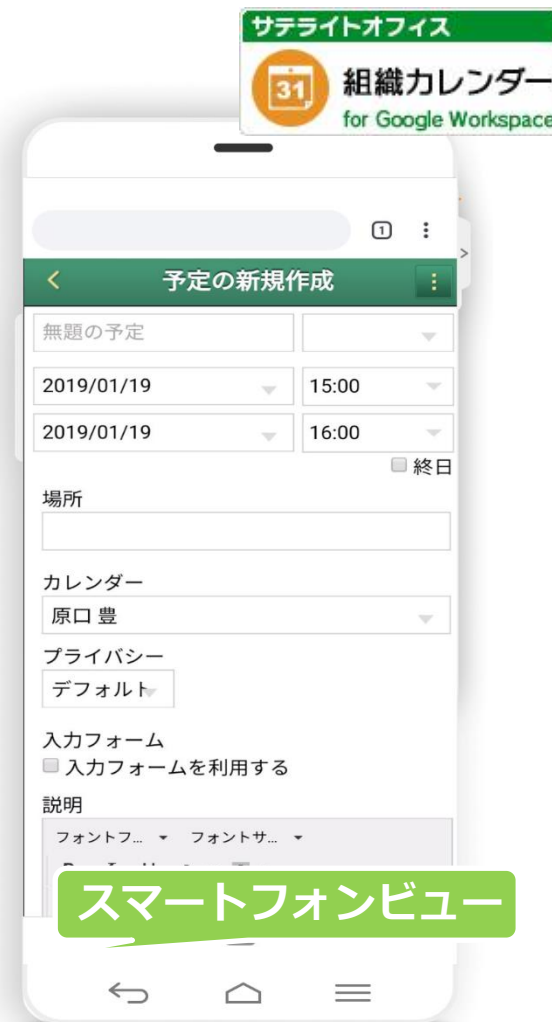 サテライトオフィス
31
組織カレンダー
for Google Workspace
1
予定の新規作成
無題の予定
2019/01/19 15:00
2019/01/19 16:00
終日
場所
カレンダー
原口 豊
プライバシー
デフォルト
入力フォーム
入力フォームを利用する
説明
フォントフ... フォントサ...
スマートフォンビュー